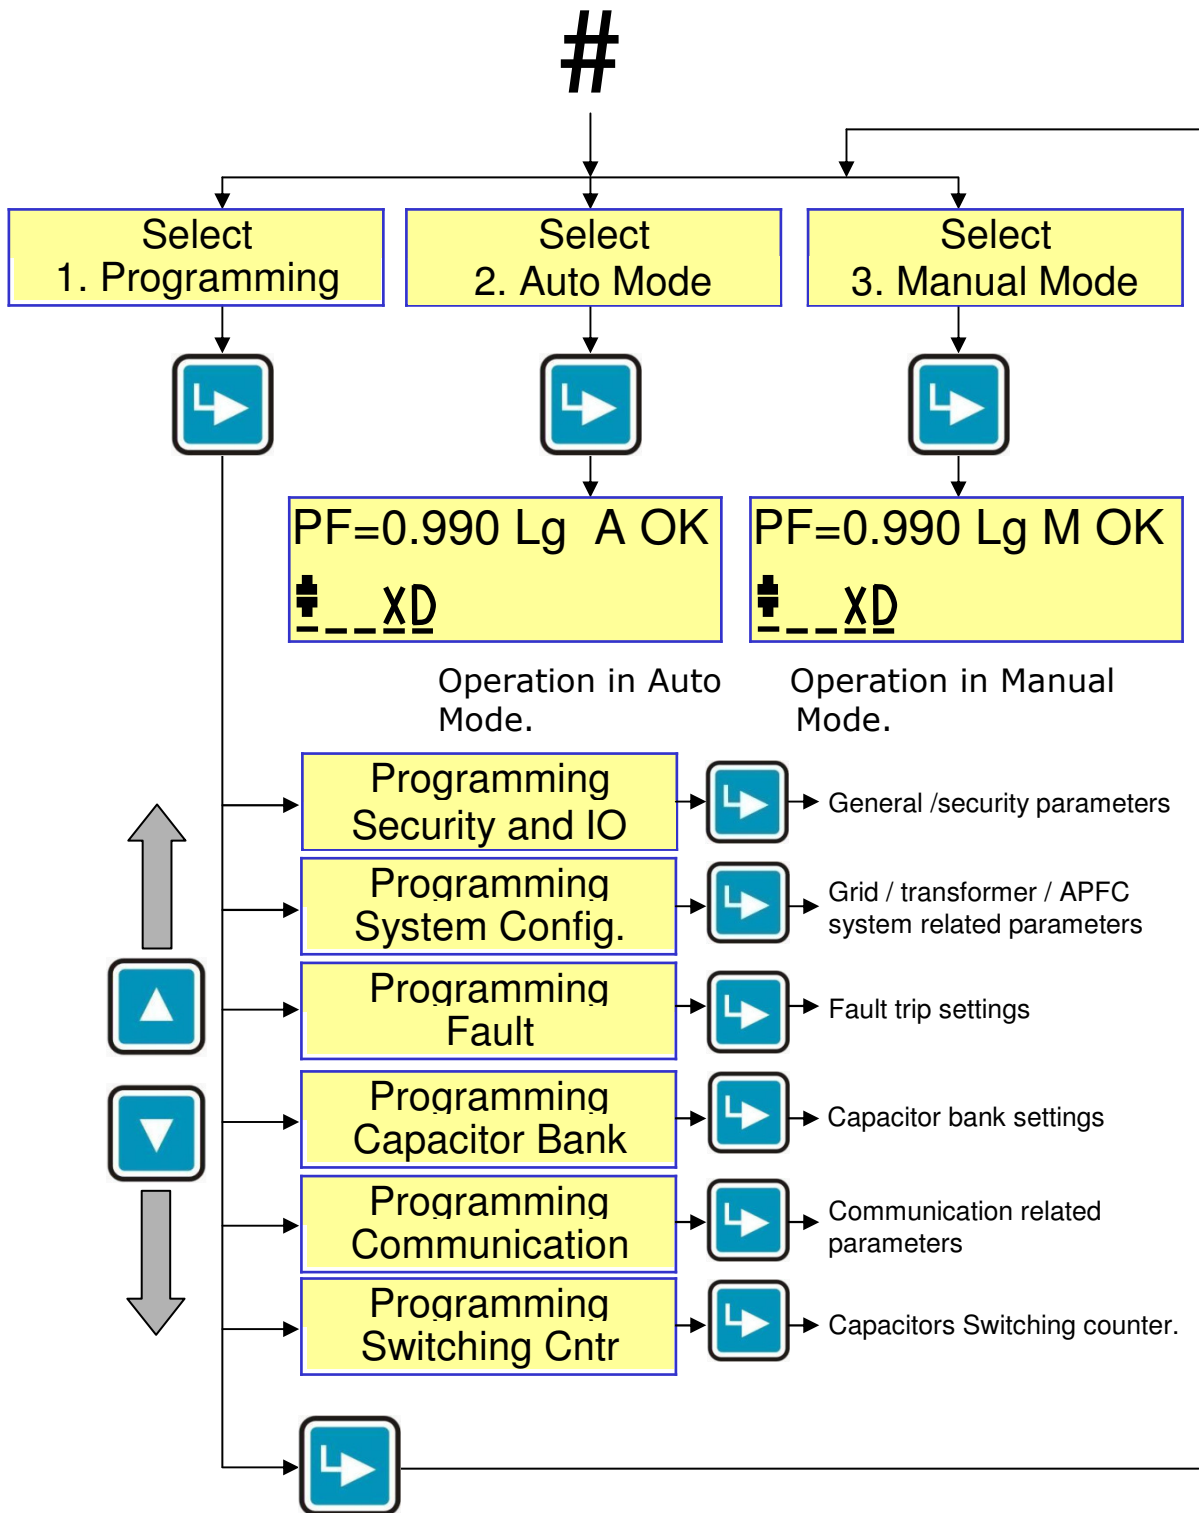 #
Select
1. Programming
Select
2. Auto Mode
Select
3. Manual Mode
PF=0.990 Lg  A OK
_ _ _ X D
PF=0.990 Lg M OK
_ _ _ X D
Operation in Auto
Mode.
Operation in Manual
Mode.
Programming
Security and IO
General /security parameters
Programming
System Config.
Grid / transformer / APFC
system related parameters
Programming
Fault
Fault trip settings
Programming
Capacitor Bank
Capacitor bank settings
Programming
Communication
Communication related
parameters
Programming
Switching Cntr
Capacitors Switching counter.